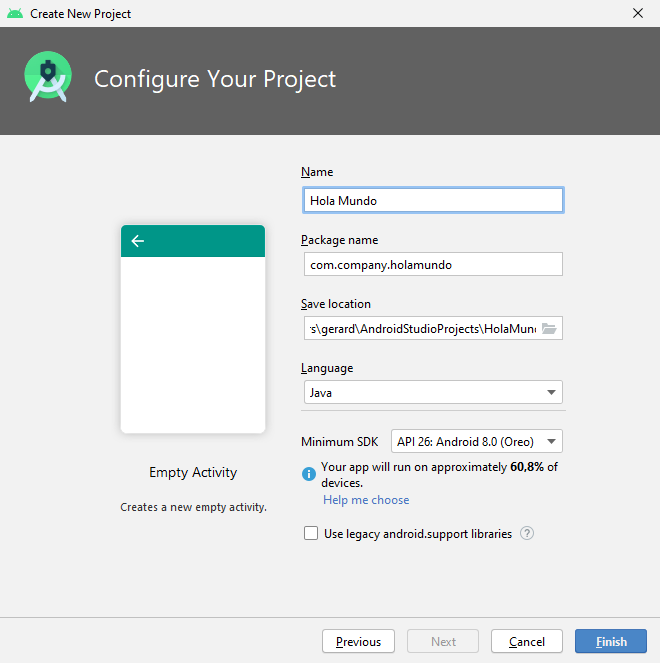 Create New Project
Configure Your Project
Name
Hola Mundo
Package name
com.company.holamundo
Save location
s\gerard\AndroidStudioProjects\HolaMun
Language
Java
Minimum SDK
API 26: Android 8.0 (Oreo)
Your app will run on approximately 60,8% of
devices.
Help me choose
Use legacy android.support libraries ?
Empty Activity
Creates a new empty activity.
Previous
Next
Cancel
Finish